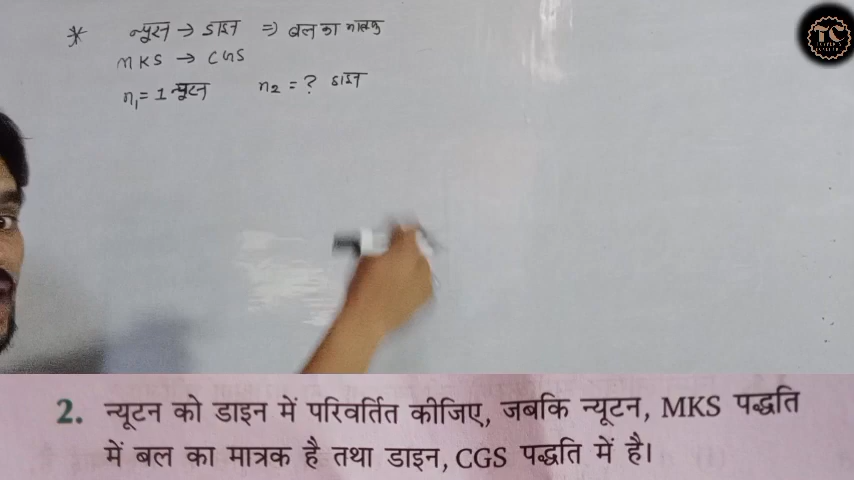 * न्यूटन → डाइन ⇒ बल का मात्रक
MKS → CGS
n₁ = 1 न्यूटन n₂ = ? डाइन
TC
2. न्यूटन को डाइन में परिवर्तित कीजिए, जबकि न्यूटन, MKS पद्धति
में बल का मात्रक है तथा डाइन, CGS पद्धति में है।